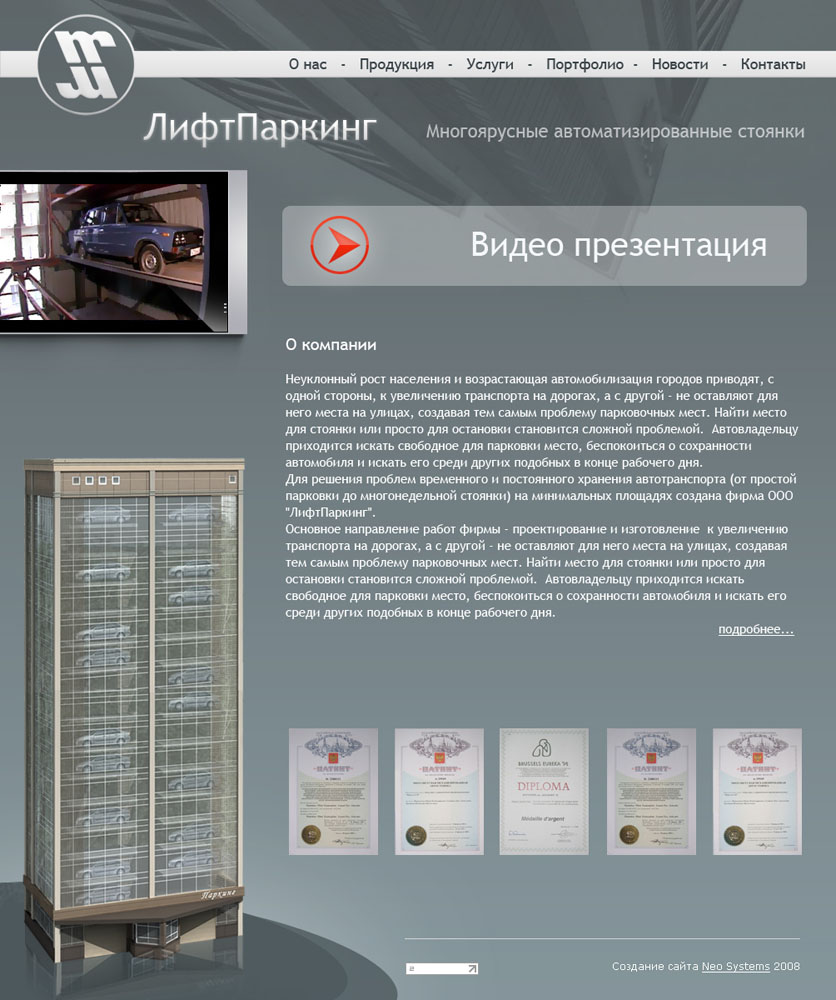 О нас - Продукция - Услуги - Портфолио - Новости - Контакты
ЛифтПаркинг
Многоярусные автоматизированные стоянки
Видео презентация
О компании
Неуклонный рост населения и возрастающая автомобилизация городов приводят, с
одной стороны, к увеличению транспорта на дорогах, а с другой - не оставляют для
него места на улицах, создавая тем самым проблему парковочных мест. Найти место
для стоянки или просто для остановки становится сложной проблемой. Автовладельцу
приходится искать свободное для парковки место, беспокоиться о сохранности
автомобиля и искать его среди других подобных в конце рабочего дня.
Для решения проблем временного и постоянного хранения автотранспорта (от простой
парковки до многонедельной стоянки) на минимальных площадях создана фирма ООО
"ЛифтПаркинг".
Основное направление работ фирмы - проектирование и изготовление к увеличению
транспорта на дорогах, а с другой - не оставляют для него места на улицах, создавая
тем самым проблему парковочных мест. Найти место для стоянки или просто для
остановки становится сложной проблемой. Автовладельцу приходится искать
свободное для парковки место, беспокоиться о сохранности автомобиля и искать его
среди других подобных в конце рабочего дня.
подробнее...
ПАТЕНТ
ПАТЕНТ
BRUSSELS EUREKA '94
DIPLOMA
Médaille d'argent
ПАТЕНТ
ПАТЕНТ
Паркинг
Создание сайта Neo Systems 2008